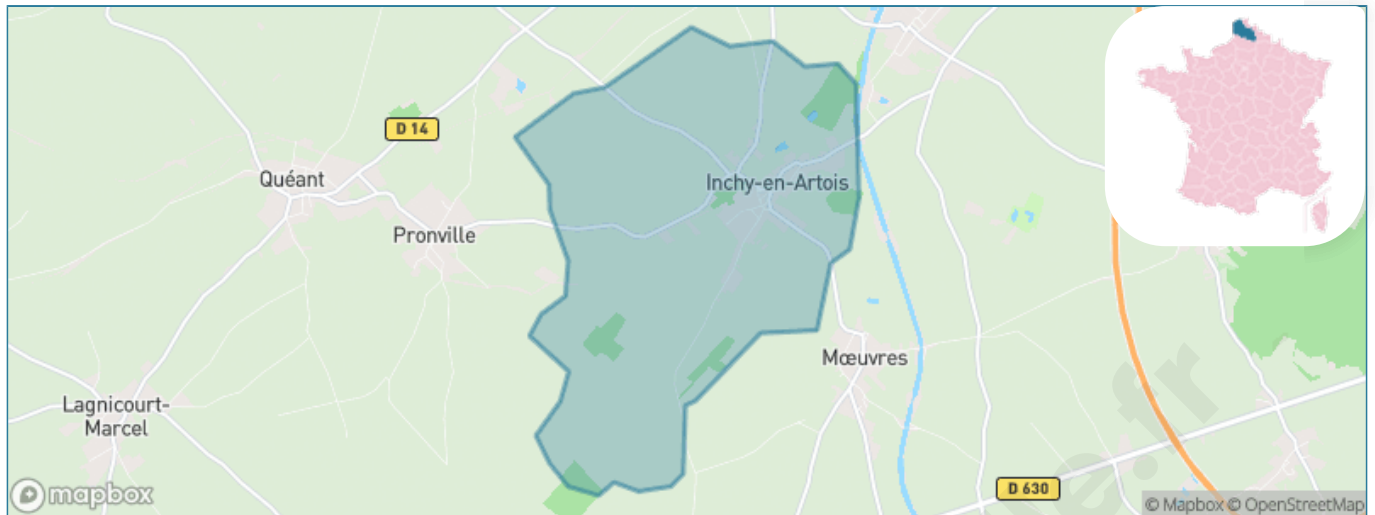 D 14
Quéant
Inchy-en-Artois
Pronville
Mœuvres
Lagnicourt-
Marcel
D 630
mapbox
© Mapbox © OpenStreetMap